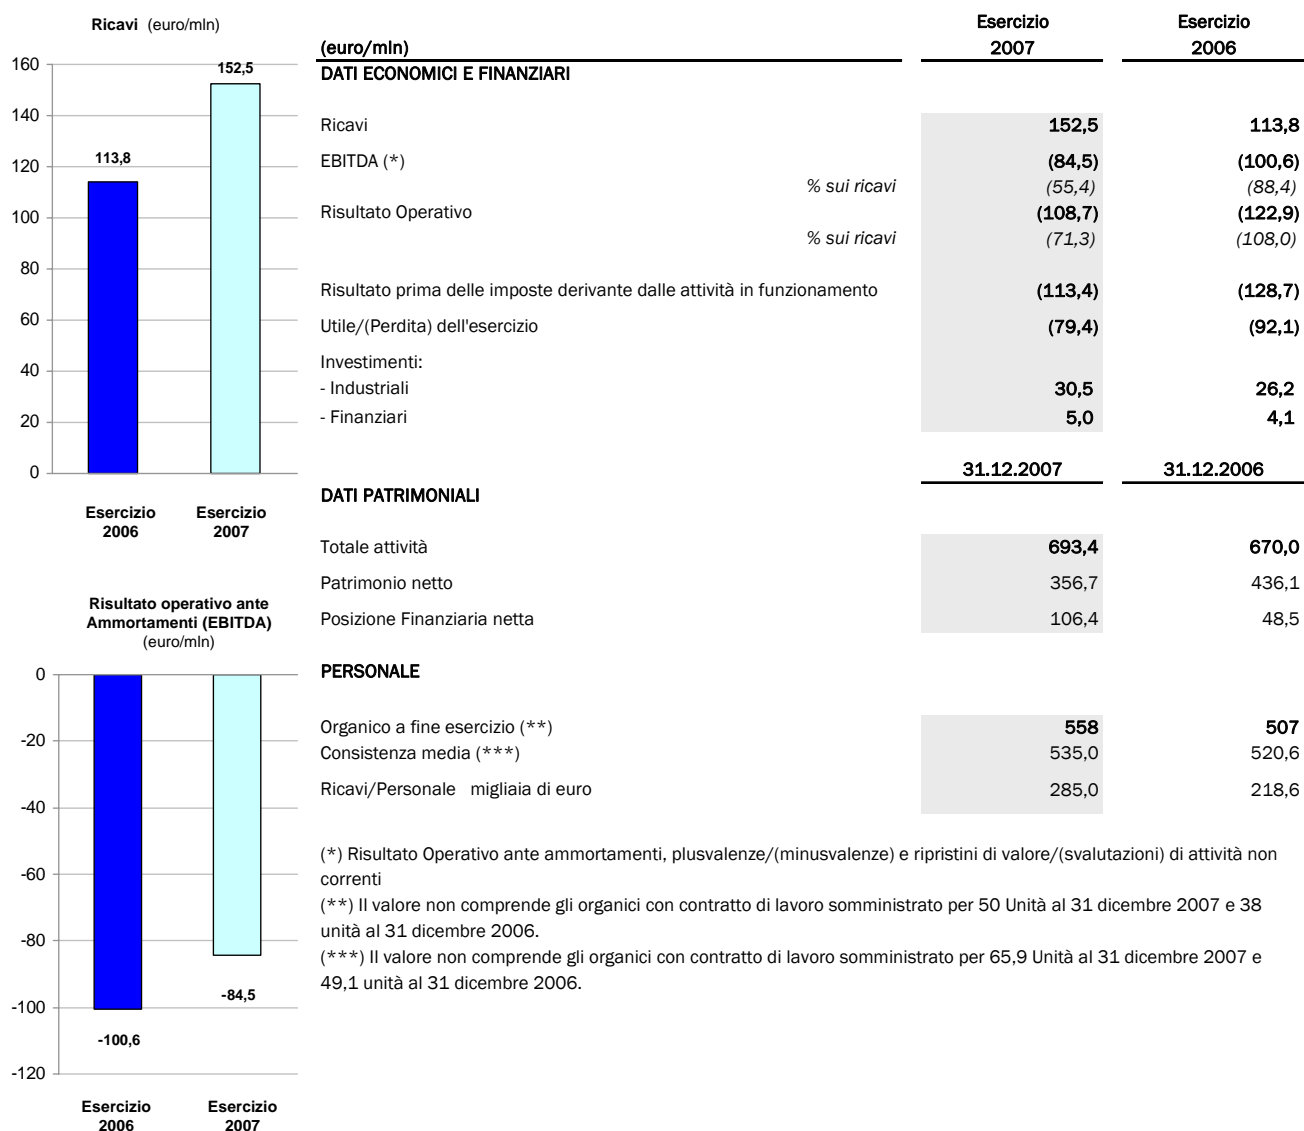 Ricavi (euro/mln)
160
140
120
100
80
60
40
20
0
113,8
152,5
Esercizio 2006
Esercizio 2007
Risultato operativo ante
Ammortamenti (EBITDA)
(euro/mln)
0
-20
-40
-60
-80
-100
-120
-100,6
-84,5
Esercizio 2006
Esercizio 2007
Esercizio Esercizio
(euro/mln) 2007 2006
DATI ECONOMICI E FINANZIARI
Ricavi 152,5 113,8
EBITDA (*) (84,5) (100,6)
% sui ricavi (55,4) (88,4)
Risultato Operativo (108,7) (122,9)
% sui ricavi (71,3) (108,0)
Risultato prima delle imposte derivante dalle attività in funzionamento (113,4) (128,7)
Utile/(Perdita) dell'esercizio (79,4) (92,1)
Investimenti:
- Industriali 30,5 26,2
- Finanziari 5,0 4,1
31.12.2007 31.12.2006
DATI PATRIMONIALI
Totale attività 693,4 670,0
Patrimonio netto 356,7 436,1
Posizione Finanziaria netta 106,4 48,5
PERSONALE
Organico a fine esercizio (**) 558 507
Consistenza media (***) 535,0 520,6
Ricavi/Personale migliaia di euro 285,0 218,6
(*) Risultato Operativo ante ammortamenti, plusvalenze/(minusvalenze) e ripristini di valore/(svalutazioni) di attività non
correnti
(**) Il valore non comprende gli organici con contratto di lavoro somministrato per 50 Unità al 31 dicembre 2007 e 38
unità al 31 dicembre 2006.
(***) Il valore non comprende gli organici con contratto di lavoro somministrato per 65,9 Unità al 31 dicembre 2007 e
49,1 unità al 31 dicembre 2006.